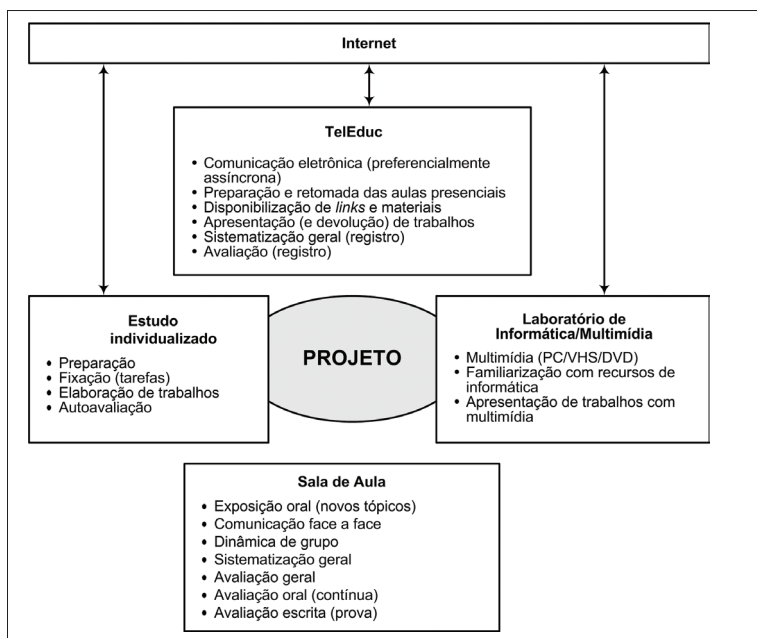 Internet
TelEduc
• Comunicação eletrônica (preferencialmente
assíncrona)
• Preparação e retomada das aulas presenciais
• Disponibilização de links e materiais
• Apresentação (e devolução) de trabalhos
• Sistematização geral (registro)
• Avaliação (registro)
Estudo
individualizado
• Preparação
• Fixação (tarefas)
• Elaboração de trabalhos
• Autoavaliação
PROJETO
Laboratório de
Informática/Multimídia
• Multimídia (PC/VHS/DVD)
• Familiarização com recursos de
informática
• Apresentação de trabalhos com
multimídia
Sala de Aula
• Exposição oral (novos tópicos)
• Comunicação face a face
• Dinâmica de grupo
• Sistematização geral
• Avaliação geral
• Avaliação oral (contínua)
• Avaliação escrita (prova)